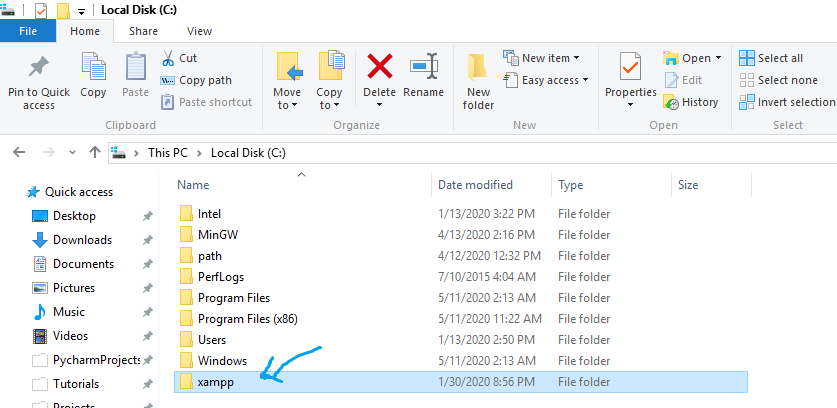 Local Disk (C:)
File Home Share View
Pin to Quick access
Copy
Paste
Cut
Copy path
Paste shortcut
Clipboard
Move to
Copy to
Delete
Rename
Organize
New folder
New item
Easy access
New
Properties
Open
Edit
History
Open
Select all
Select none
Invert selection
Select
This PC > Local Disk (C:)
Name Date modified Type Size
Quick access
Desktop
Downloads
Documents
Pictures
Music
Videos
PycharmProjects
Tutorials
Projects
Intel 1/13/2020 3:22 PM File folder
MinGW 4/13/2020 2:16 PM File folder
path 4/12/2020 12:32 PM File folder
PerfLogs 7/10/2015 4:04 AM File folder
Program Files 5/11/2020 2:13 AM File folder
Program Files (x86) 5/11/2020 11:22 AM File folder
Users 1/13/2020 2:50 PM File folder
Windows 5/11/2020 2:13 AM File folder
xampp 1/30/2020 8:56 PM File folder